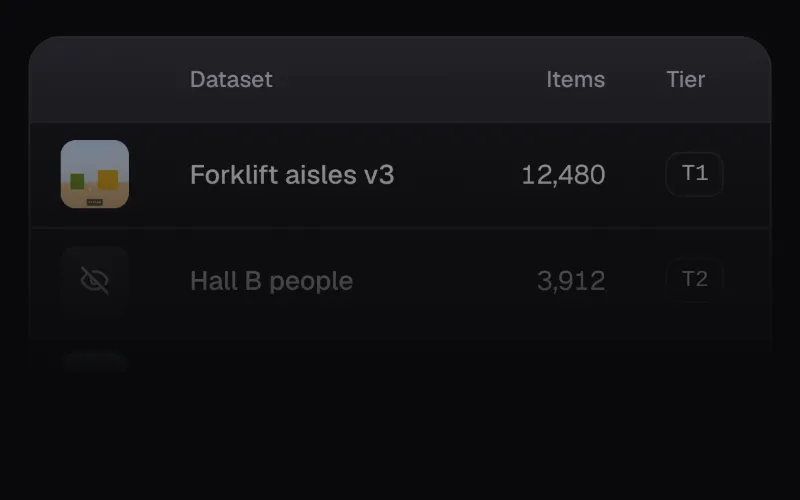 Dataset Items Tier
Forklift aisles v3 12,480 T1
Hall B people 3,912 T2